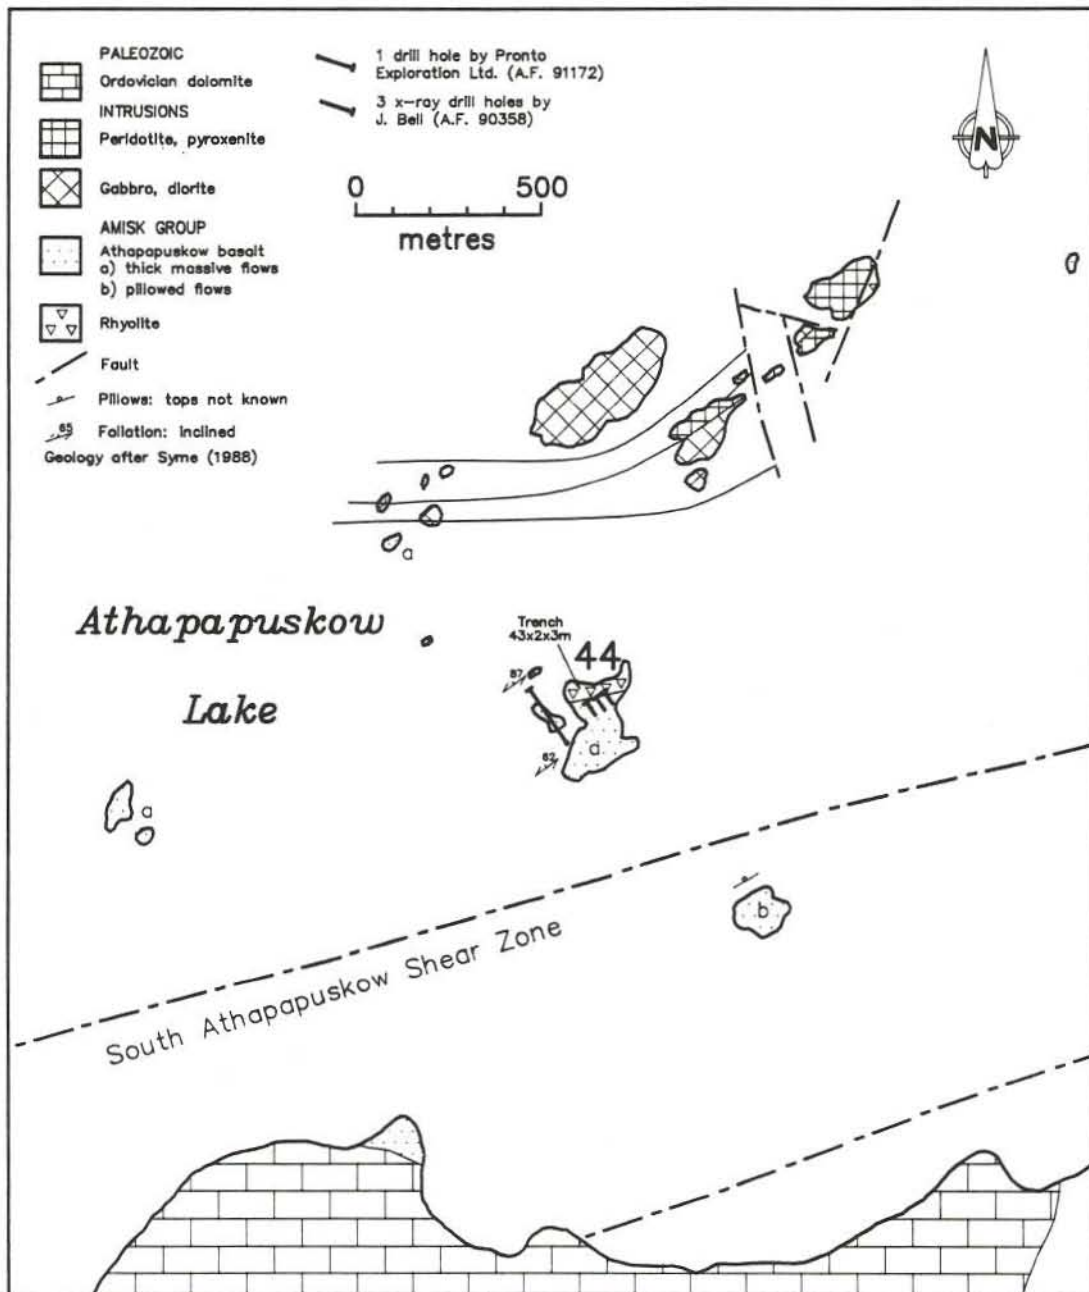 PALEOZOIC
Ordovician dolomite
INTRUSIONS
Peridotite, pyroxenite
Gabbro, diorite
AMISK GROUP
Athapapuskow basalt
a) thick massive flows
b) pillowed flows
Rhyolite
Fault
Pillows: tops not known
65
Foliation: inclined
Geology after Syme (1988)
1 drill hole by Pronto
Exploration Ltd. (A.F. 91172)
3 x-ray drill holes by
J. Bell (A.F. 90358)
0 500
metres
N
a
Athapapuskow
Lake
Trench
43x2x3m
44
87
a
62
a
b
South Athapapuskow Shear Zone